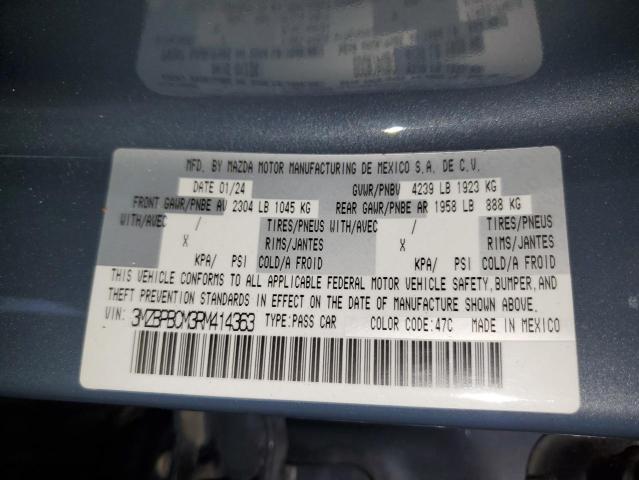 MFD. BY MAZDA MOTOR MANUFACTURING DE MEXICO S.A. DE C.V.
DATE 01/24 GVWR/PNBV 4239 LB 1923 KG
FRONT GAWR/PNBE AV 2304 LB 1045 KG REAR GAWR/PNBE AR 1958 LB 888 KG
WITH/AVEC / TIRES/PNEUS WITH/AVEC / TIRES/PNEUS
X RIMS/JANTES X RIMS/JANTES
KPA/ PSI COLD/A FROID KPA/ PSI COLD/A FROID
THIS VEHICLE CONFORMS TO ALL APPLICABLE FEDERAL MOTOR VEHICLE SAFETY, BUMPER, AND
THEFT PREVENTION STANDARDS IN EFFECT ON THE DATE OF MANUFACTURE SHOWN ABOVE.
VIN: 3MZBPBCM3RM414363 TYPE:PASS CAR COLOR CODE:47C MADE IN MEXICO